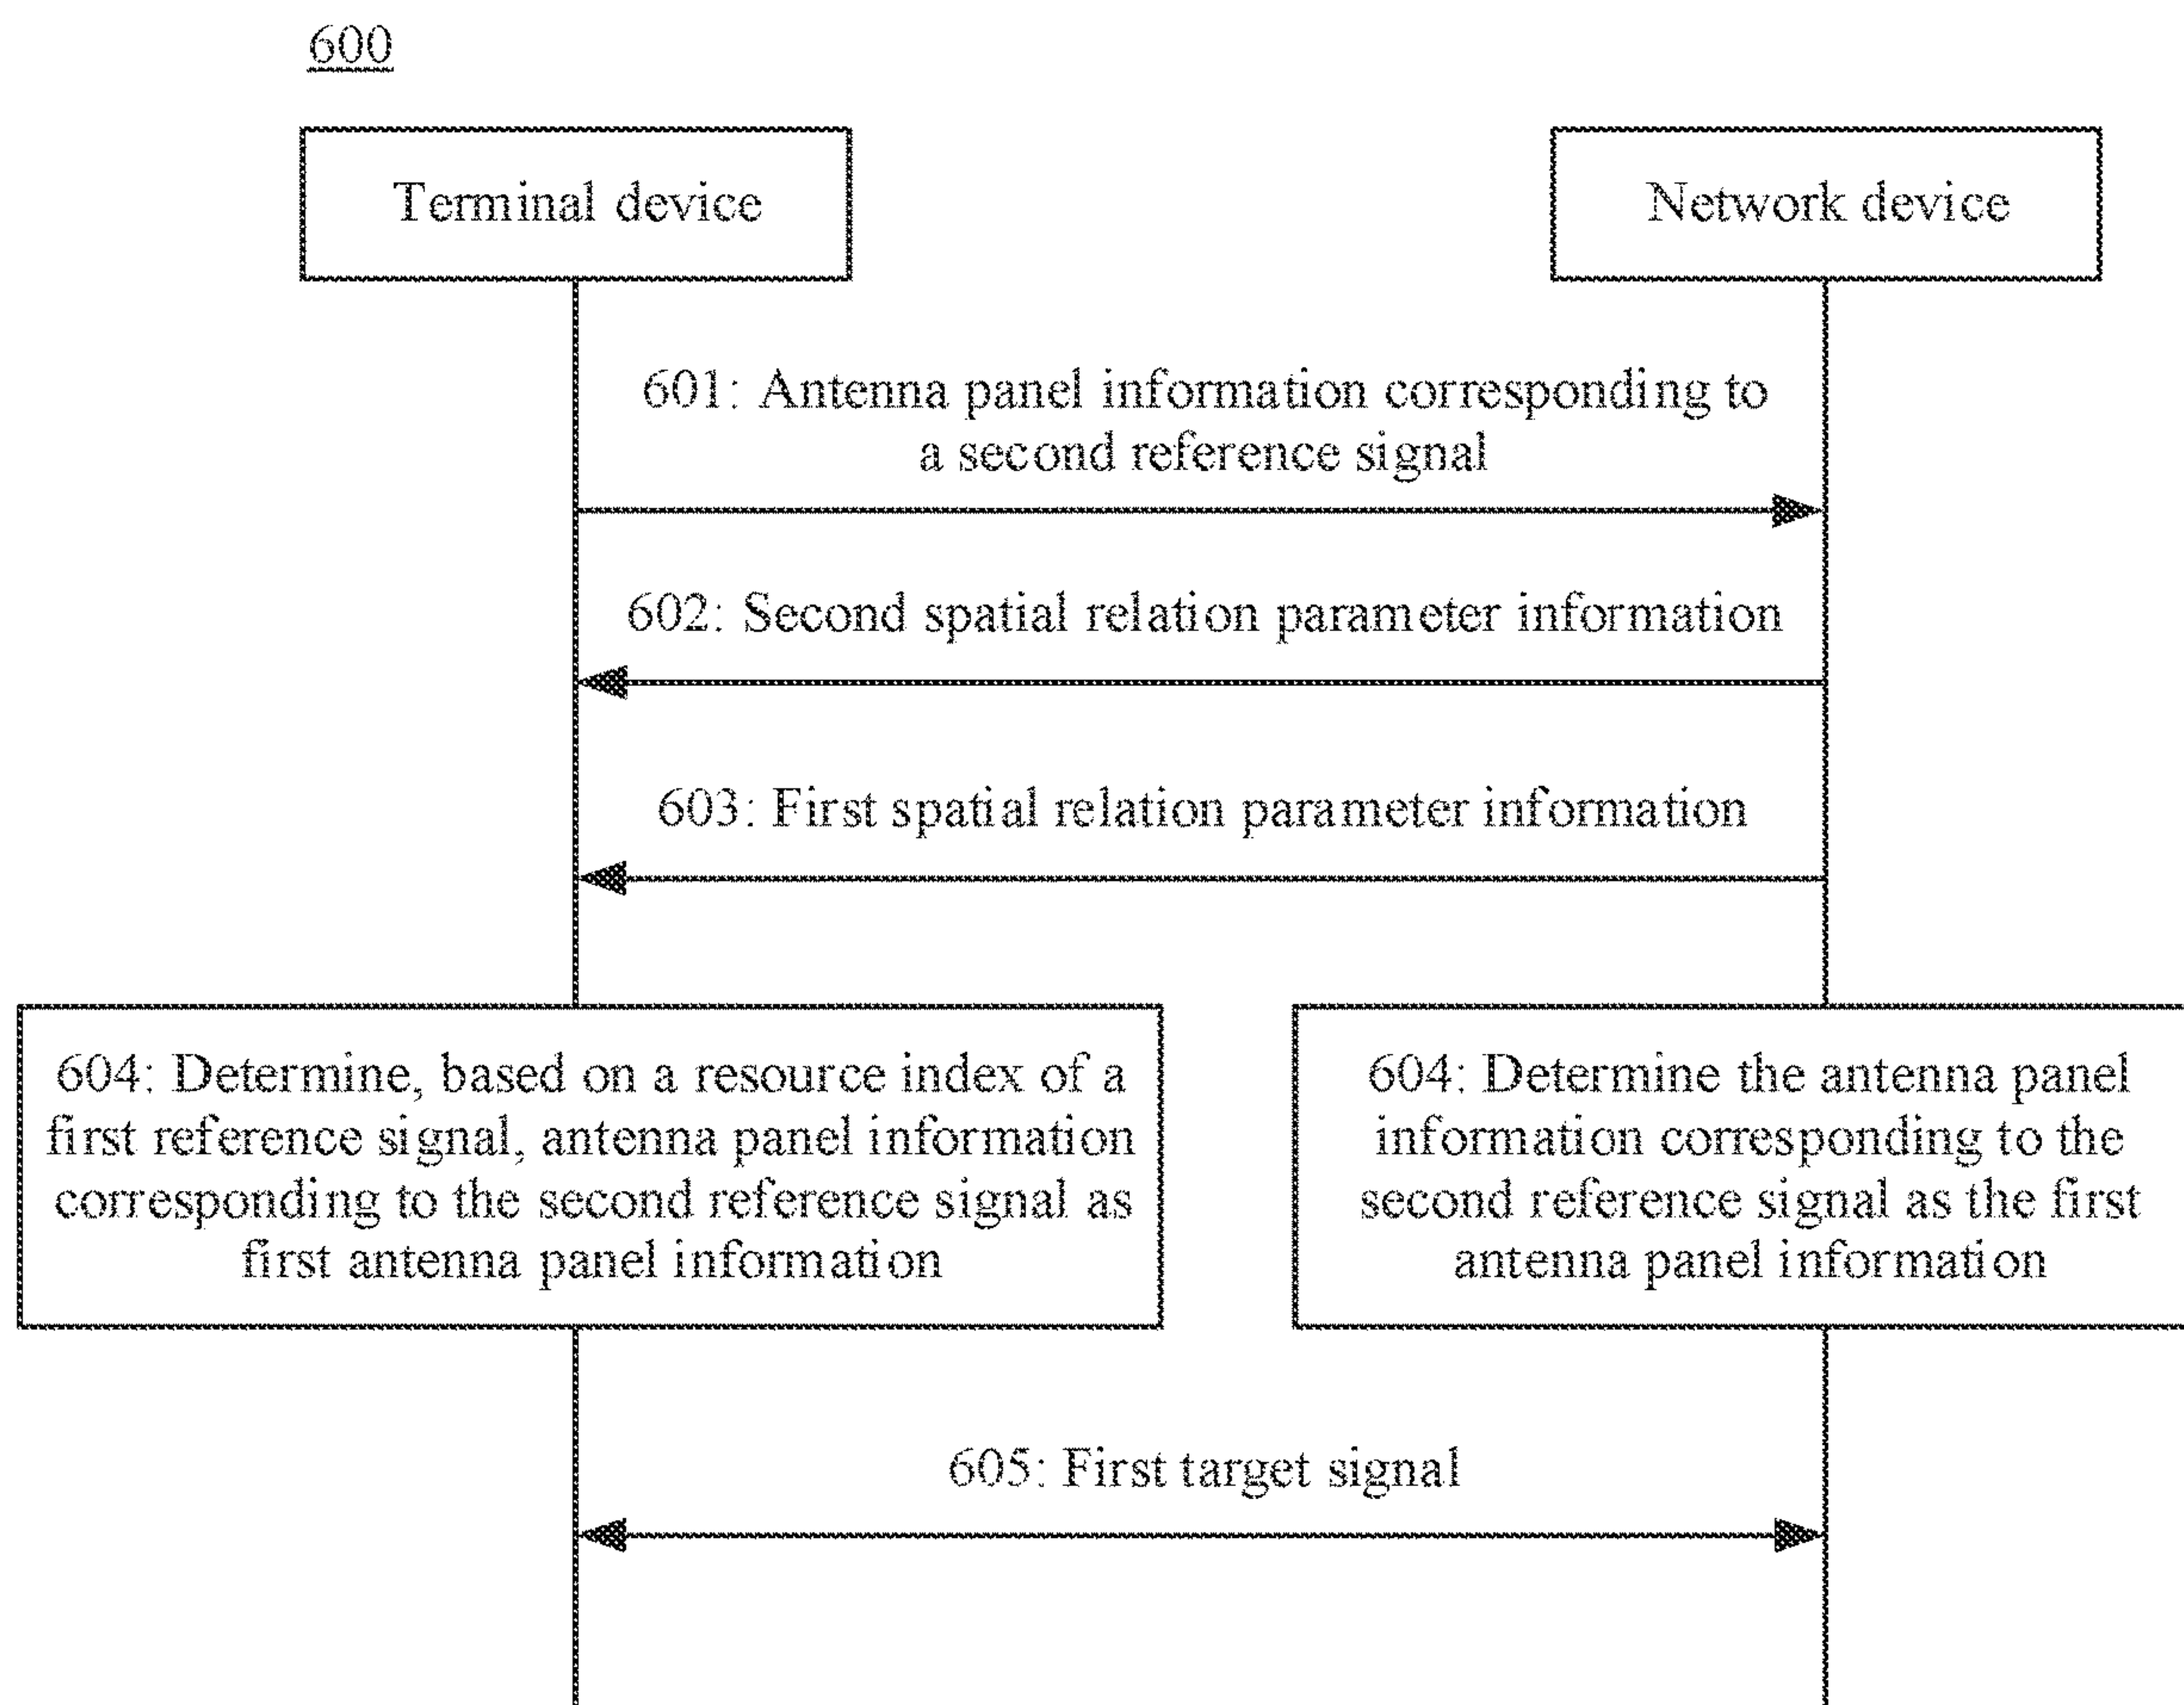 600
Terminal device
Network device
601: Antenna panel information corresponding to
a second reference signal
602: Second spatial relation parameter information
603: First spatial relation parameter information
604: Determine, based on a resource index of a
first reference signal, antenna panel information
corresponding to the second reference signal as
first antenna panel information
604: Determine the antenna panel
information corresponding to the
second reference signal as the first
antenna panel information
605: First target signal